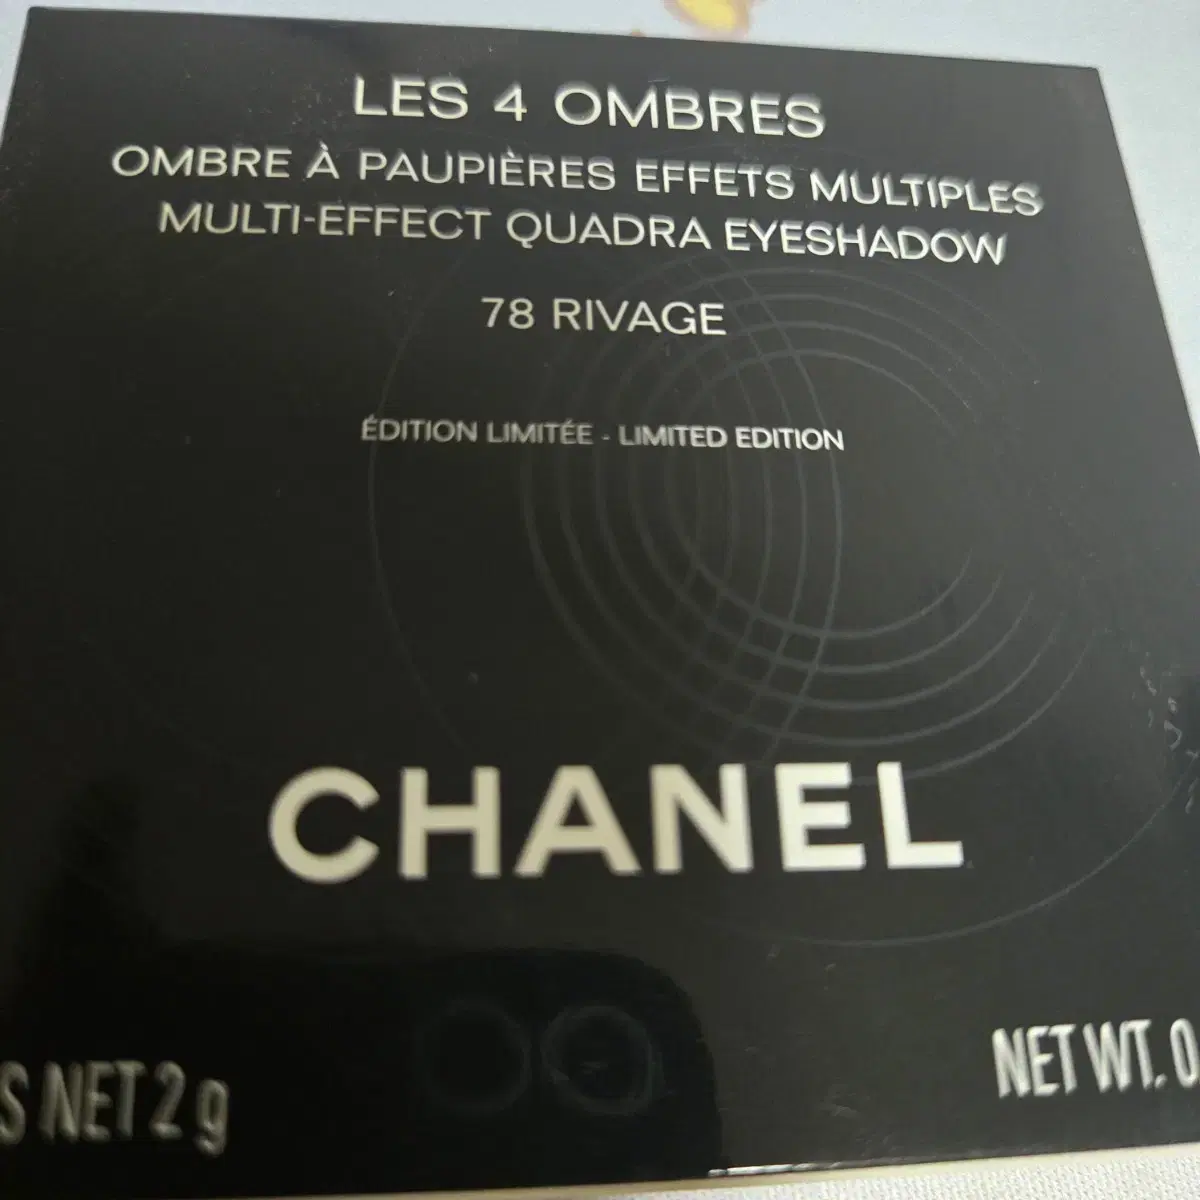 LES 4 OMBRES
OMBRE À PAUPIÈRES EFFETS MULTIPLES
MULTI-EFFECT QUADRA EYESHADOW
78 RIVAGE
ÉDITION LIMITÉE - LIMITED EDITION
CHANEL
S NET 2 g NET WT. 0